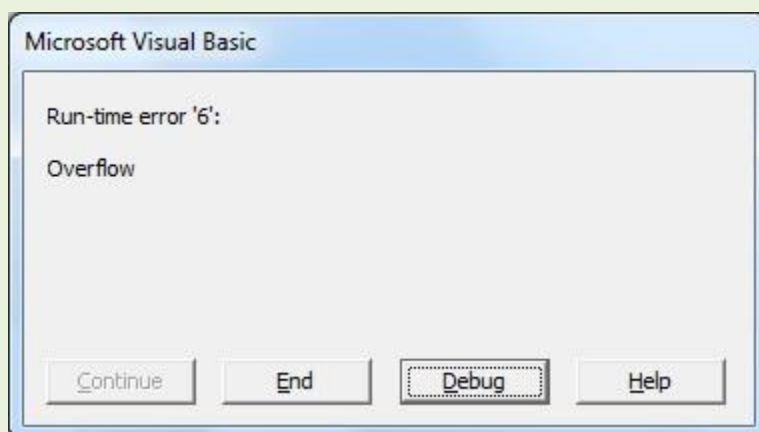 Microsoft Visual Basic
Run-time error '6':
Overflow
Continue End Debug Help